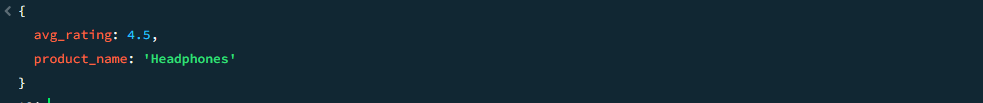 {
avg_rating: 4.5,
product_name: 'Headphones'
}